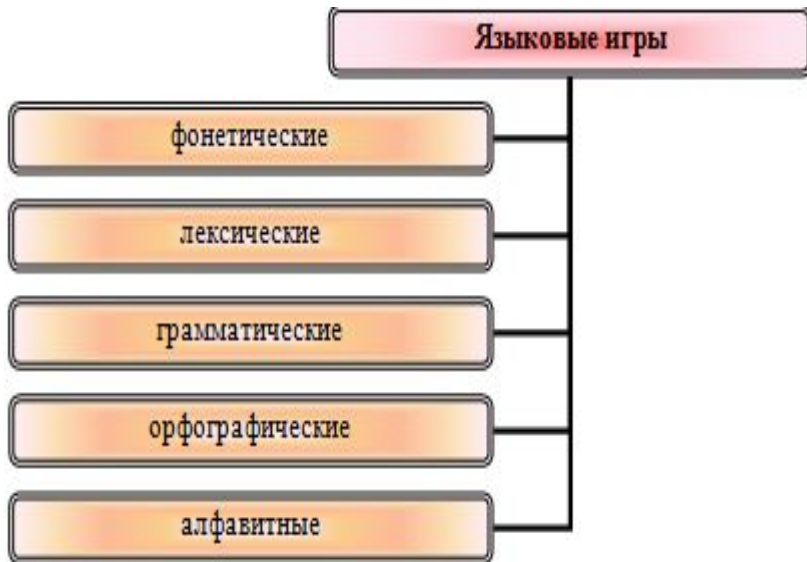 Языковые игры
фонетические
лексические
грамматические
орфографические
алфавитные